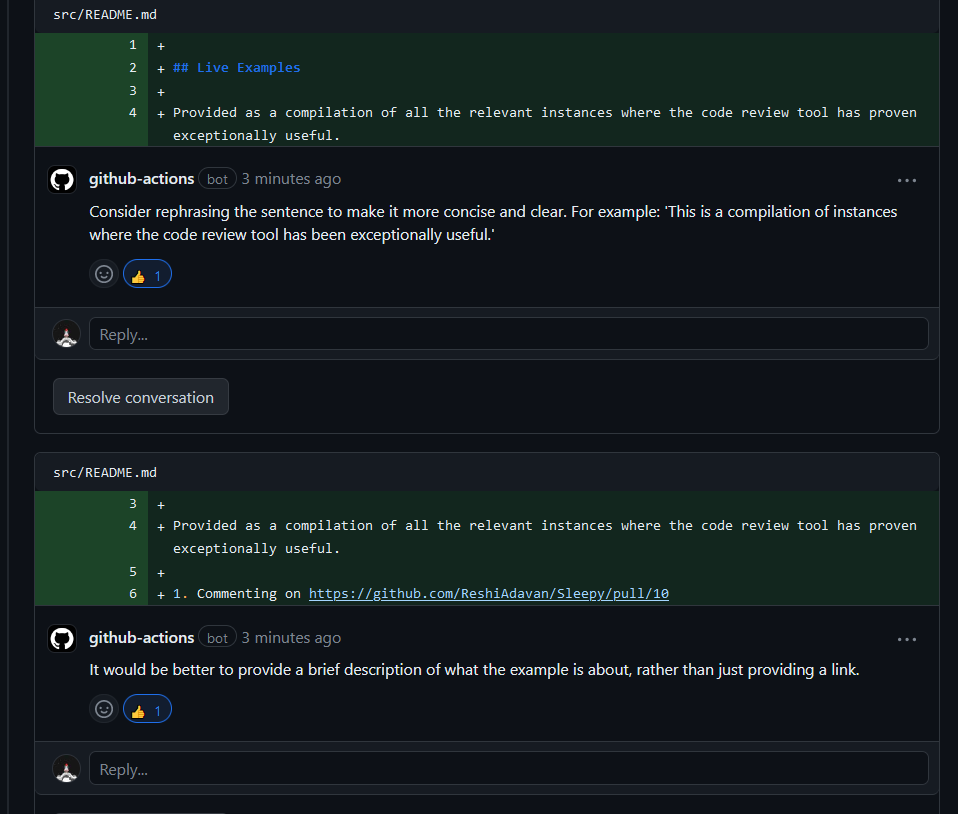 src/README.md
1 +
2 + ## Live Examples
3 +
4 + Provided as a compilation of all the relevant instances where the code review tool has proven
exceptionally useful.
github-actions bot 3 minutes ago
Consider rephrasing the sentence to make it more concise and clear. For example: 'This is a compilation of instances
where the code review tool has been exceptionally useful.'
👍 1
Reply...
Resolve conversation
src/README.md
3 +
4 + Provided as a compilation of all the relevant instances where the code review tool has proven
exceptionally useful.
5 +
6 + 1. Commenting on https://github.com/ReshiAdavan/Sleepy/pull/10
github-actions bot 3 minutes ago
It would be better to provide a brief description of what the example is about, rather than just providing a link.
👍 1
Reply...